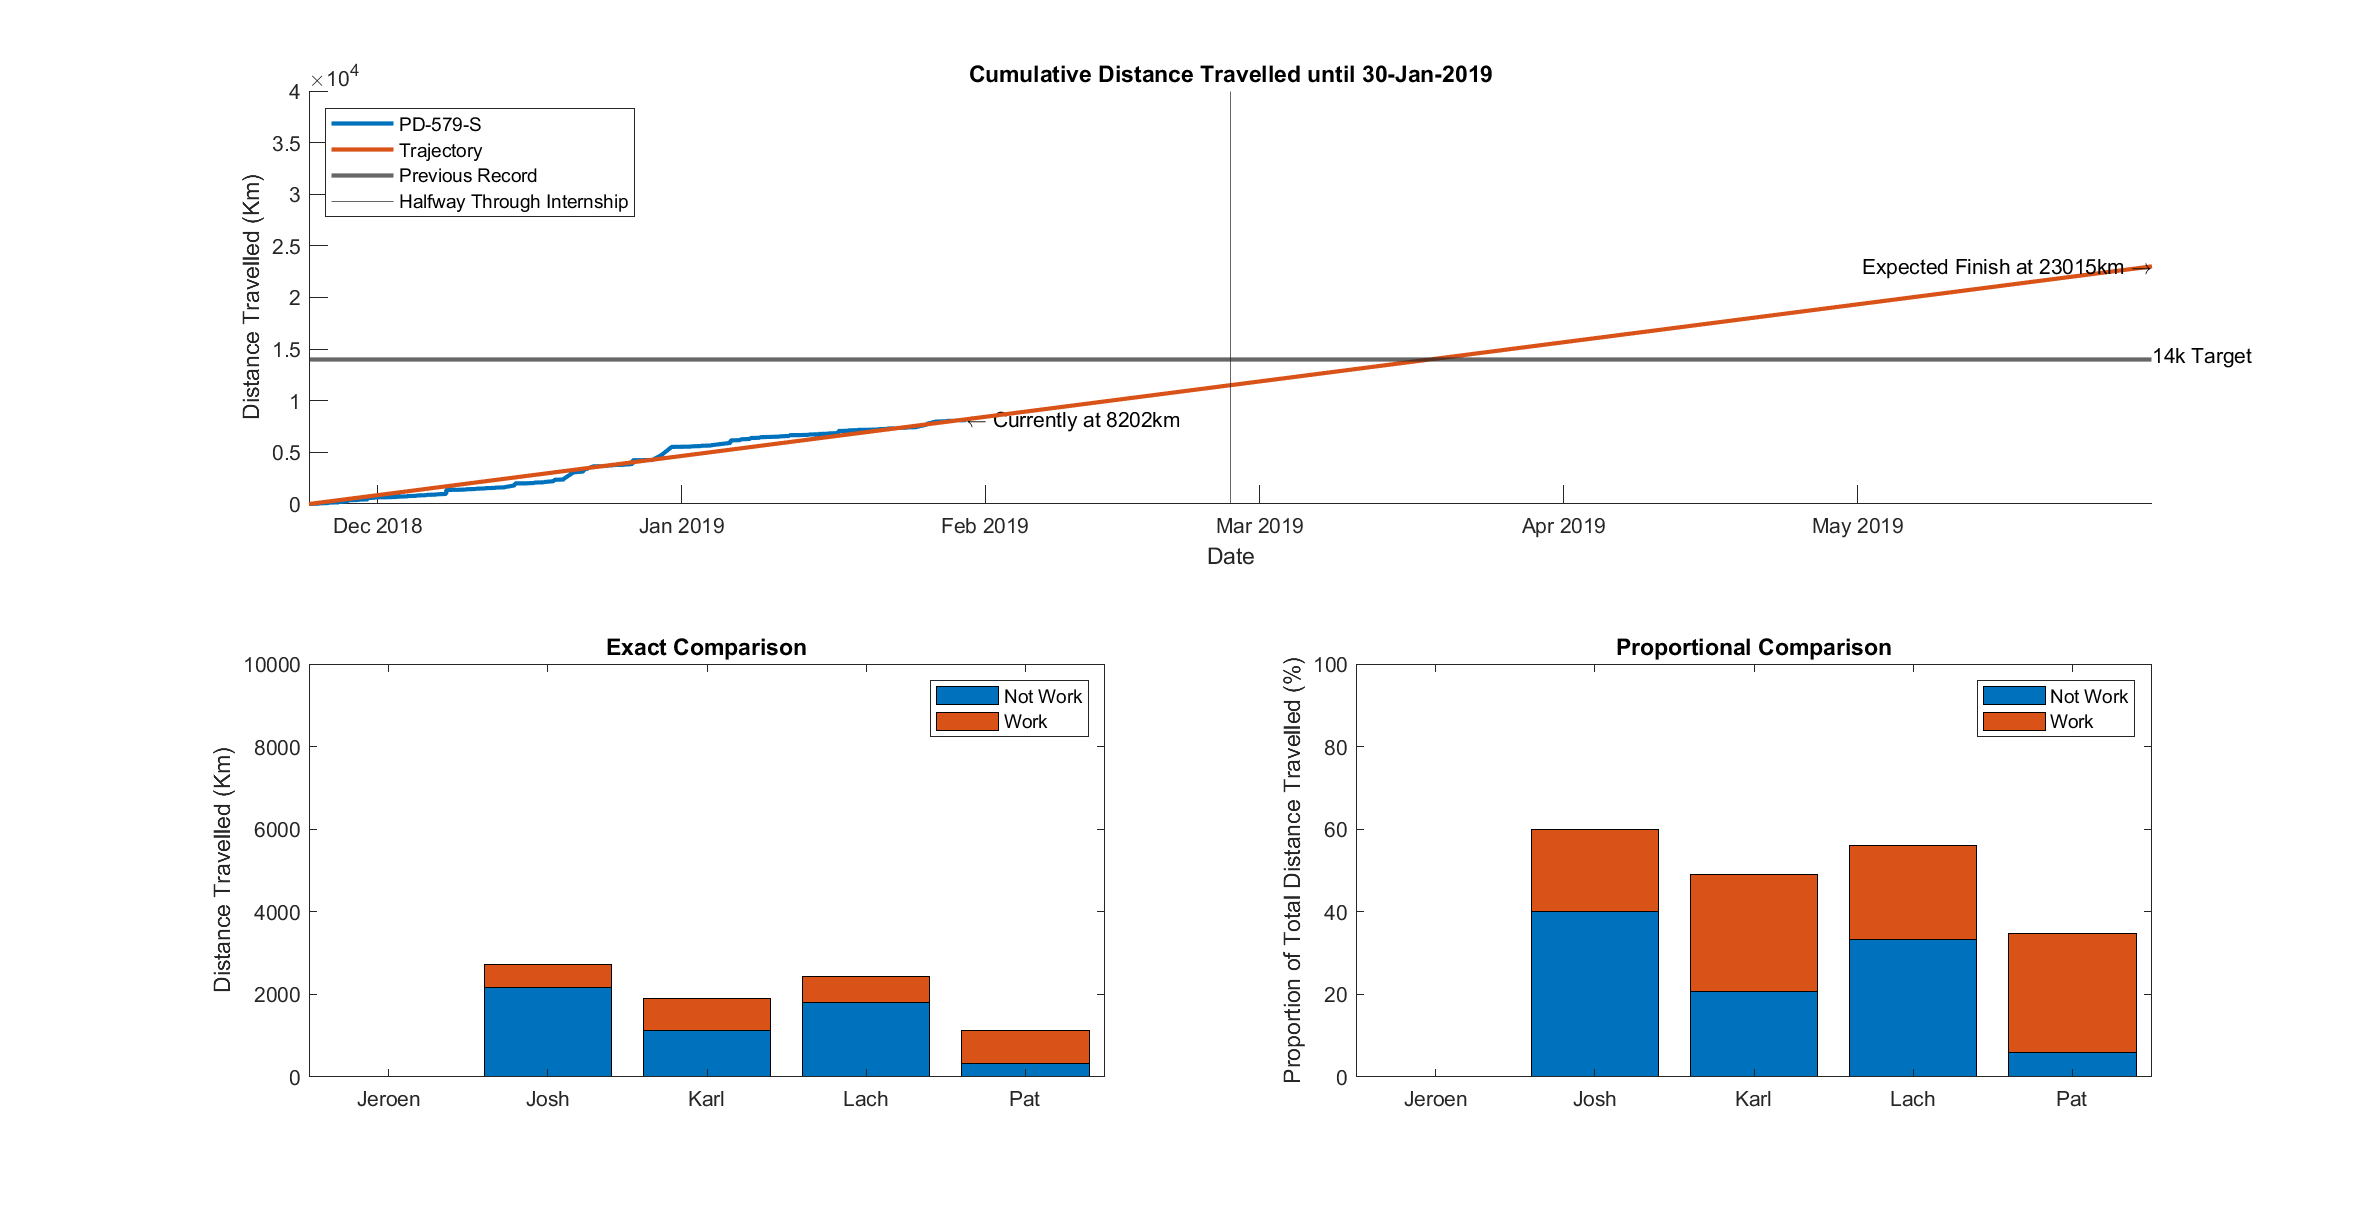 Cumulative Distance Travelled until 30-Jan-2019
×10^4
4
3.5
3
2.5
2
1.5
1
0.5
0
Distance Travelled (Km)
PD-579-S
Trajectory
Previous Record
Halfway Through Internship
Expected Finish at 23015km →
14k Target
← Currently at 8202km
Dec 2018 Jan 2019 Feb 2019 Mar 2019 Apr 2019 May 2019
Date
Exact Comparison
10000
8000
6000
4000
2000
0
Distance Travelled (Km)
Not Work
Work
Jeroen Josh Karl Lach Pat
Proportional Comparison
100
80
60
40
20
0
Proportion of Total Distance Travelled (%)
Not Work
Work
Jeroen Josh Karl Lach Pat